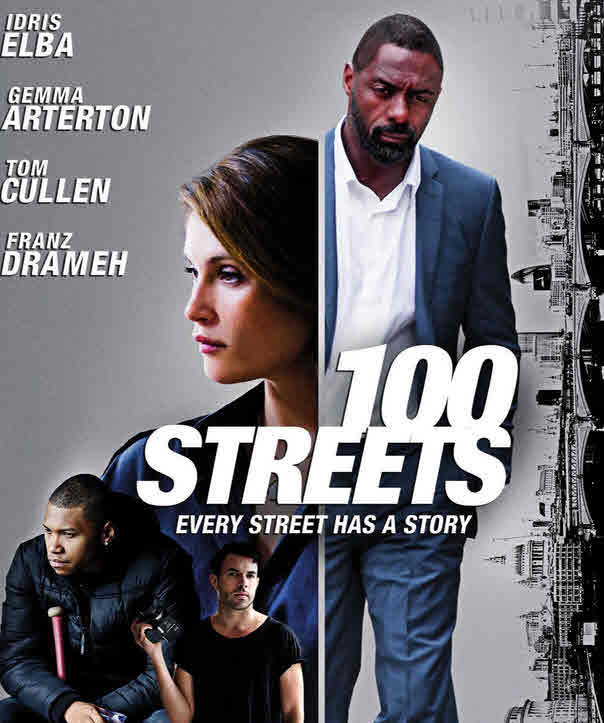 IDRIS
ELBA
GEMMA
ARTERTON
TOM
CULLEN
FRANZ
DRAMEH
100
STREETS
EVERY STREET HAS A STORY